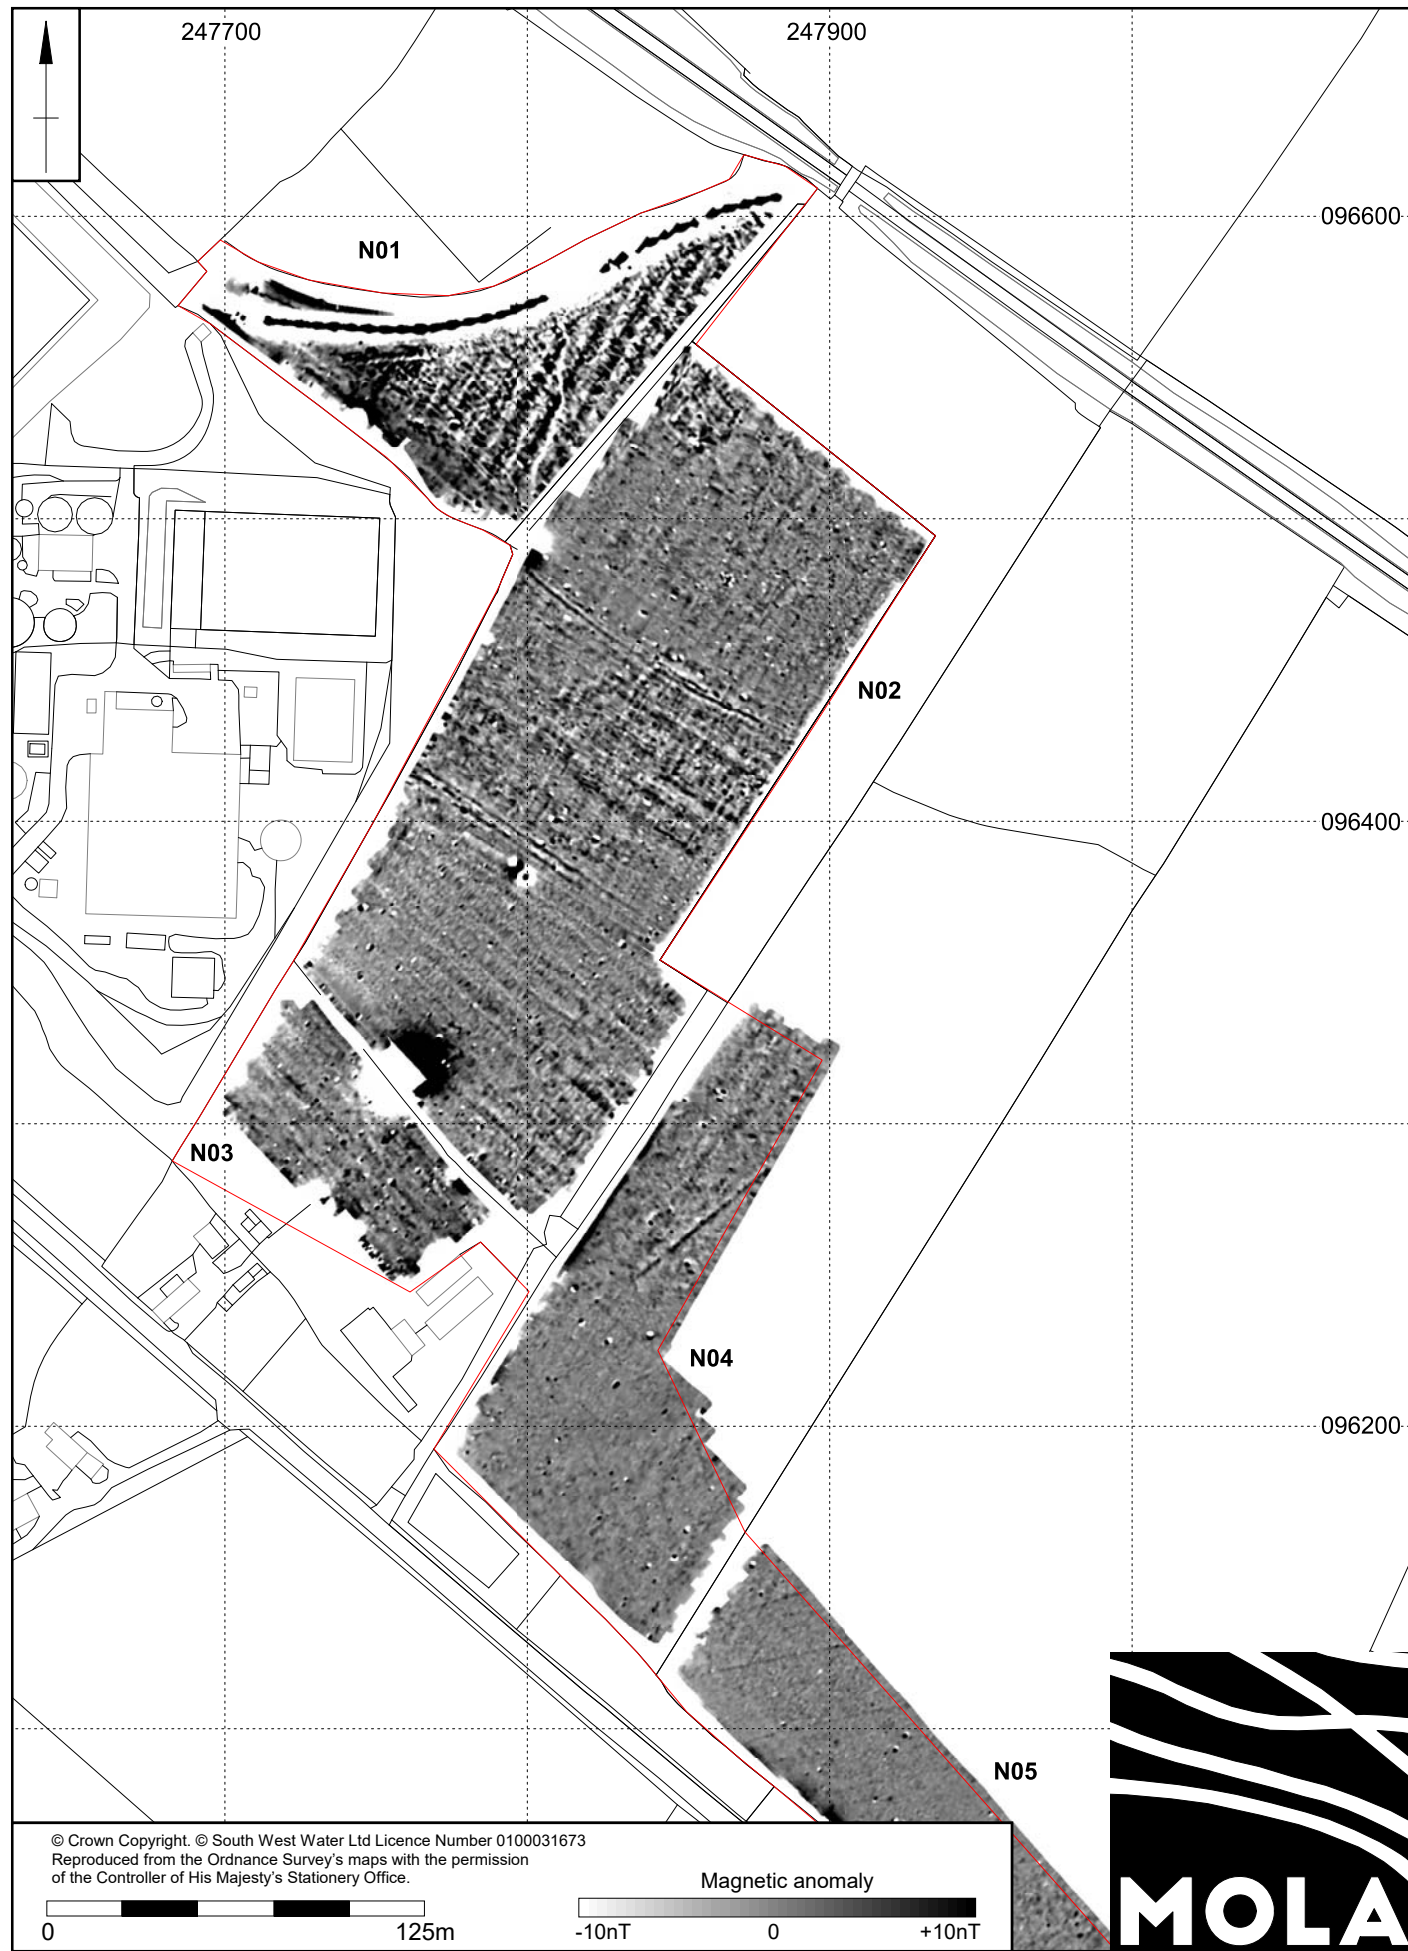 247700
247900
N01
096600
N02
096400
N03
N04
096200
N05
© Crown Copyright. © South West Water Ltd Licence Number 0100031673
Reproduced from the Ordnance Survey's maps with the permission
of the Controller of His Majesty's Stationery Office.
0
125m
Magnetic anomaly
-10nT
0
+10nT
MOLA